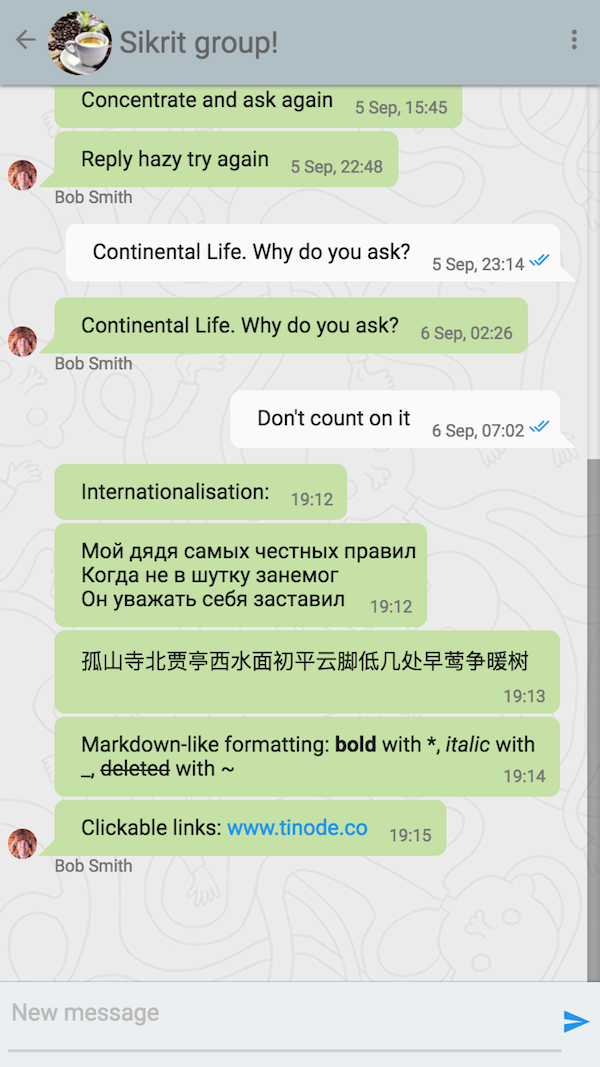 Sikrit group!
Concentrate and ask again 5 Sep, 15:45
Reply hazy try again 5 Sep, 22:48
Bob Smith
Continental Life. Why do you ask? 5 Sep, 23:14
Continental Life. Why do you ask? 6 Sep, 02:26
Bob Smith
Don't count on it 6 Sep, 07:02
Internationalisation: 19:12
Мой дядя самых честных правил
Когда не в шутку занемог
Он уважать себя заставил 19:12
孤山寺北贾亭西水面初平云脚低几处早莺争暖树
19:13
Markdown-like formatting: bold with *, italic with
_, deleted with ~ 19:14
Clickable links: www.tinode.co 19:15
Bob Smith
New message